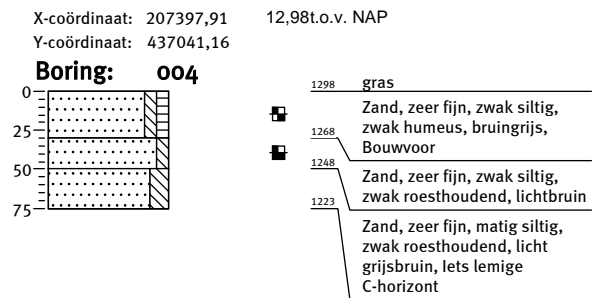 X-coördinaat: 207397,91 12,98t.o.v. NAP
Y-coördinaat: 437041,16
Boring: 004
0
25
50
75
1298 gras
Zand, zeer fijn, zwak siltig,
zwak humeus, bruingrijs,
1268 Bouwvoor
1248 Zand, zeer fijn, zwak siltig,
zwak roesthoudend, lichtbruin
1223
Zand, zeer fijn, matig siltig,
zwak roesthoudend, licht
grijsbruin, Iets lemige
C-horizont